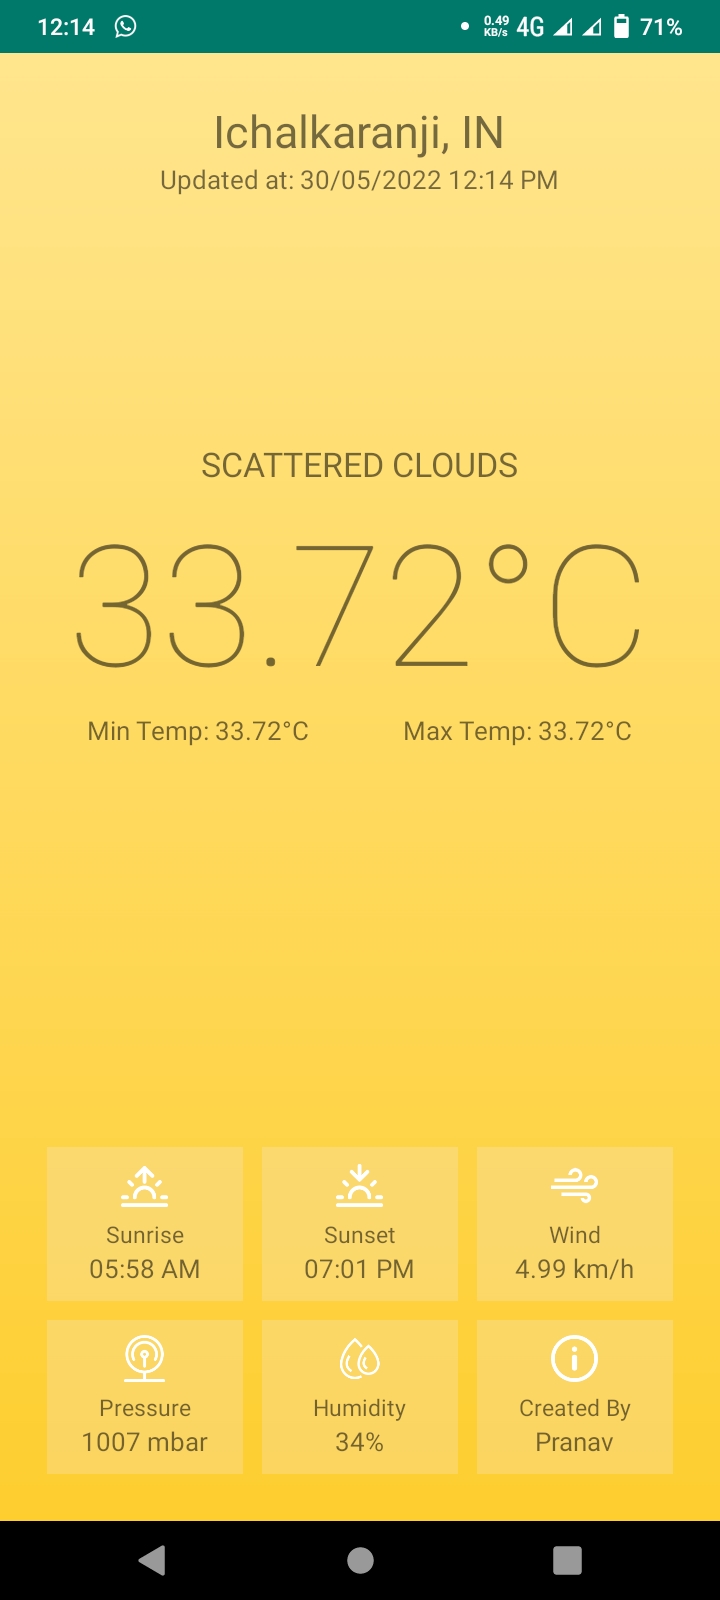 12:14
0.49 KB/s 4G 71%
Ichalkaranji, IN
Updated at: 30/05/2022 12:14 PM
SCATTERED CLOUDS
33.72°C
Min Temp: 33.72°C Max Temp: 33.72°C
Sunrise Sunset Wind
05:58 AM 07:01 PM 4.99 km/h
Pressure Humidity Created By
1007 mbar 34% Pranav